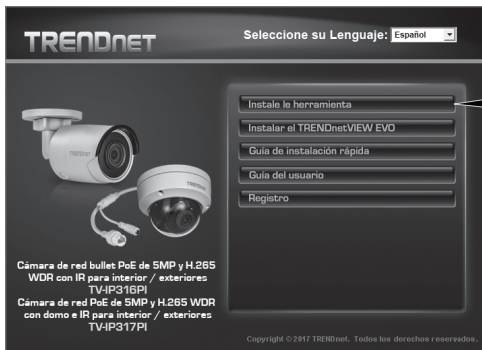 TRENDNET
Seleccione su Lenguaje: Español
Instale le herramienta
Instalar el TRENDnetVIEW EVO
Guía de instalación rápida
Guía del usuario
Registro
TRENDNET
TRENDNET
Cámara de red bullet PoE de 5MP y H.265
WDR con IR para interior / exteriores
TV-IP316PI
Cámara de red PoE de 5MP y H.265 WDR
con domo e IR para interior / exteriores
TV-IP317PI
Copyright © 2017 TRENDnet. Todos los derechos reservados.